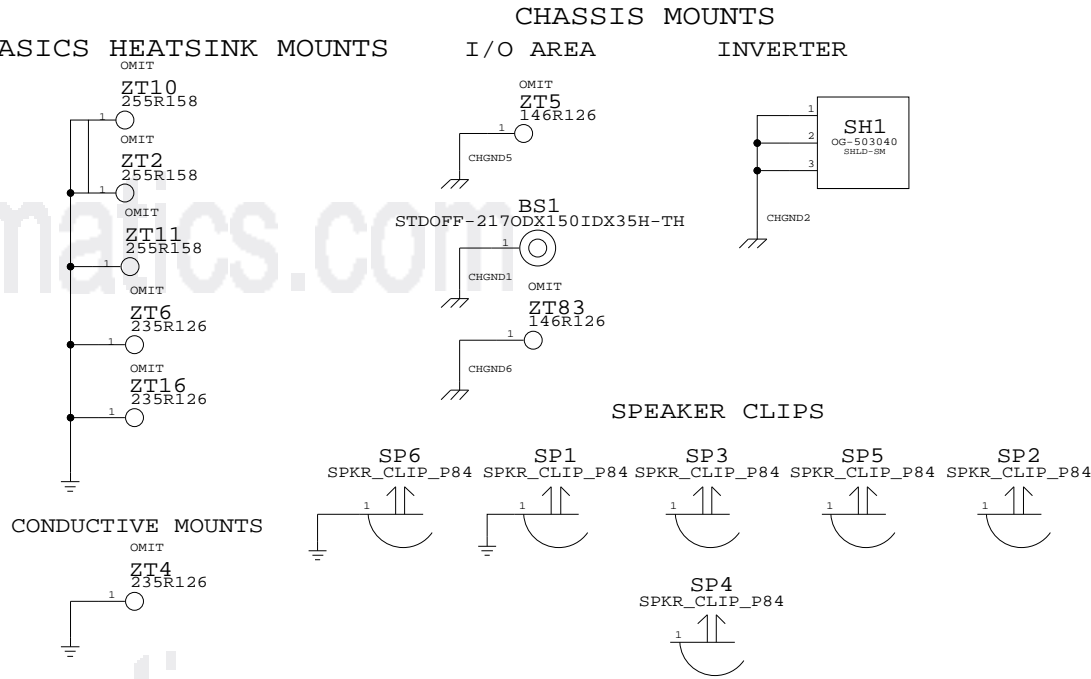 CHASSIS MOUNTS
ASICS HEATSINK MOUNTS
I/O AREA
INVERTER
OMIT
ZT10
255R158
1
OMIT
ZT2
255R158
1
OMIT
ZT11
255R158
1
OMIT
ZT6
235R126
1
OMIT
ZT16
235R126
1
OMIT
ZT5
146R126
1
CHGND5
BS1
STDOFF-217ODX150IDX35H-TH
1
CHGND1
OMIT
ZT83
146R126
1
CHGND6
1
2
3
SH1
OG-503040
SHLD-SM
CHGND2
SPEAKER CLIPS
SP6
SPKR_CLIP_P84
1
SP1
SPKR_CLIP_P84
1
SP3
SPKR_CLIP_P84
1
SP5
SPKR_CLIP_P84
1
SP2
SPKR_CLIP_P84
1
SP4
SPKR_CLIP_P84
1
CONDUCTIVE MOUNTS
OMIT
ZT4
235R126
1
matics.com